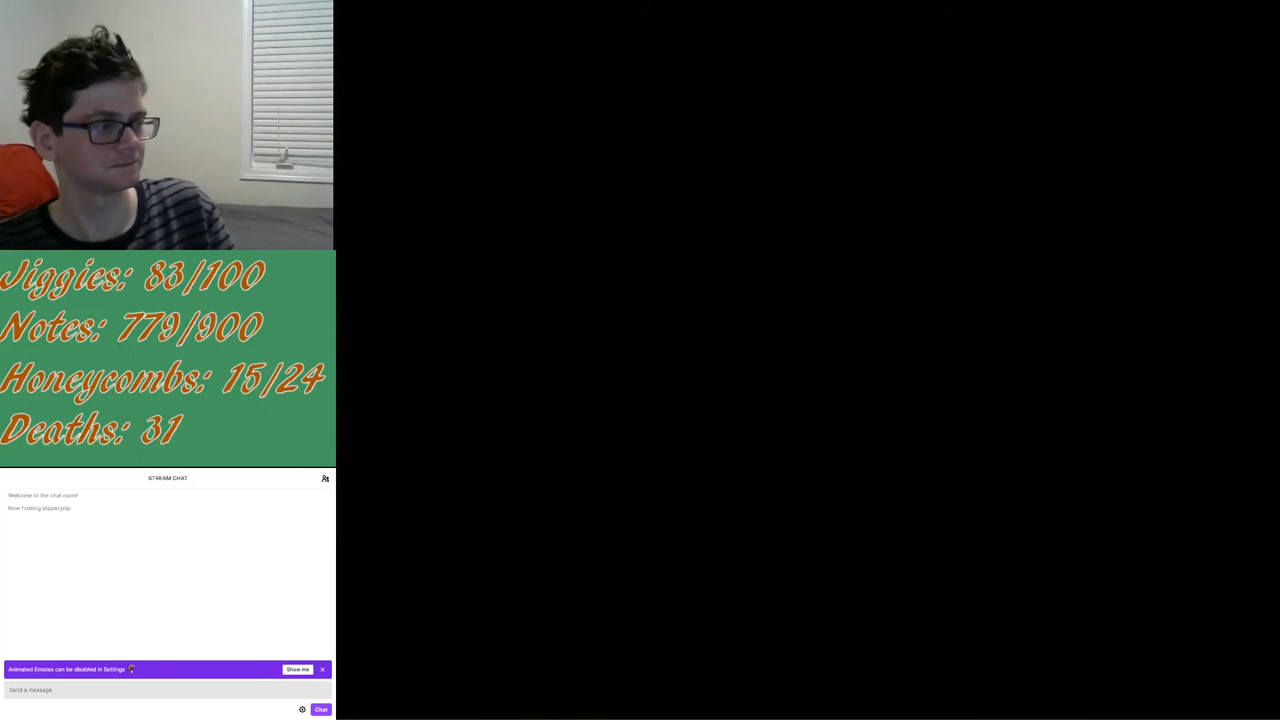 Jiggies: 83/100
Notes: 779/900
Honeycombs: 15/24
Deaths: 31
STREAM CHAT
Welcome to the chat room!
Now hosting slipperynip
Animated Emotes can be disabled in Settings
Show me
Send a message
Chat